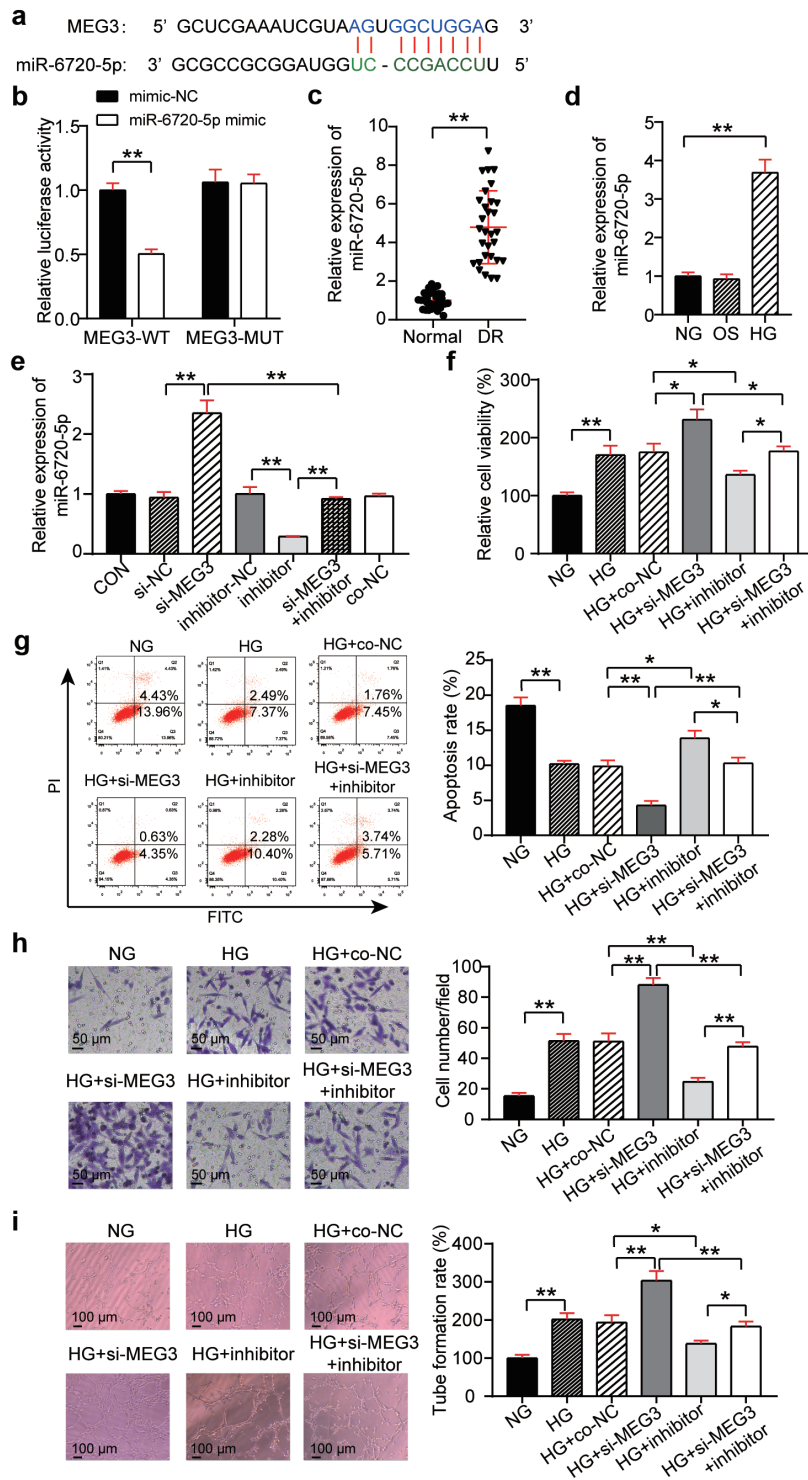 a
MEG3: 5' GCUCGAAAUCGUAAGUGGCUGGAG 3'
miR-6720-5p: 3' GCGCCGCGGAUGGUC - CCGACCUU 5'
b
mimic-NC
miR-6720-5p mimic
Relative luciferase activity
1.5
1.0
0.5
0.0
**
MEG3-WT MEG3-MUT
c
Relative expression of
miR-6720-5p
10
8
6
4
2
0
**
Normal DR
d
Relative expression of
miR-6720-5p
5
4
3
2
1
0
**
NG OS HG
e
Relative expression of
miR-6720-5p
3
2
1
0
** **
** **
CON
si-NC
si-MEG3
inhibitor-NC
inhibitor
si-MEG3
+inhibitor
co-NC
f
Relative cell viability (%)
300
200
100
0
*
** * *
*
NG
HG
HG+co-NC
HG+si-MEG3
HG+inhibitor
HG+si-MEG3
+inhibitor
g
PI
FITC
NG HG HG+co-NC
4.43%
13.96%
2.49%
7.37%
1.76%
7.45%
HG+si-MEG3 HG+inhibitor HG+si-MEG3
+inhibitor
0.63%
4.35%
2.28%
10.40%
3.74%
5.71%
Apoptosis rate (%)
25
20
15
10
5
0
*
** ** **
*
NG
HG
HG+co-NC
HG+si-MEG3
HG+inhibitor
HG+si-MEG3
+inhibitor
h
NG HG HG+co-NC
50 µm 50 µm 50 µm
HG+si-MEG3 HG+inhibitor HG+si-MEG3
+inhibitor
50 µm 50 µm 50 µm
Cell number/field
100
80
60
40
20
0
**
** **
** **
NG
HG
HG+co-NC
HG+si-MEG3
HG+inhibitor
HG+si-MEG3
+inhibitor
i
NG HG HG+co-NC
100 µm 100 µm 100 µm
HG+si-MEG3 HG+inhibitor HG+si-MEG3
+inhibitor
100 µm 100 µm 100 µm
Tube formation rate (%)
400
300
200
100
0
*
** **
** *
NG
HG
HG+co-NC
HG+si-MEG3
HG+inhibitor
HG+si-MEG3
+inhibitor